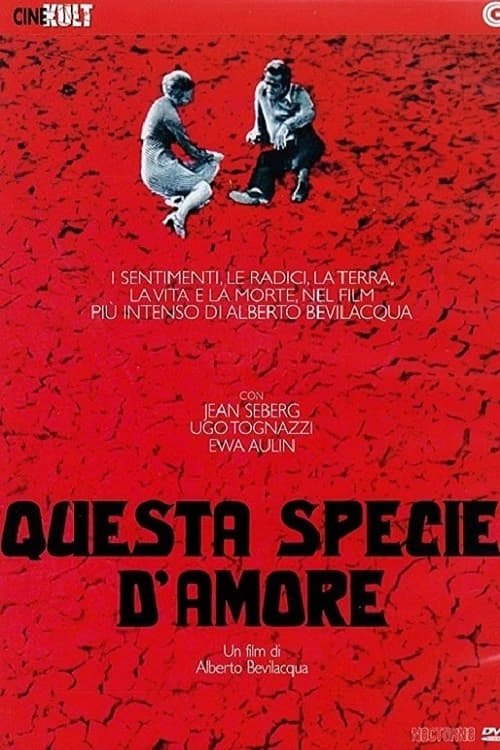 CINEKULT
I SENTIMENTI, LE RADICI, LA TERRA,
LA VITA E LA MORTE, NEL FILM
PIÙ INTENSO DI ALBERTO BEVILACQUA
CON
JEAN SEBERG
UGO TOGNAZZI
EWA AULIN
QUESTA SPECIE
D'AMORE
Un film di
Alberto Bevilacqua
NOCTURNO